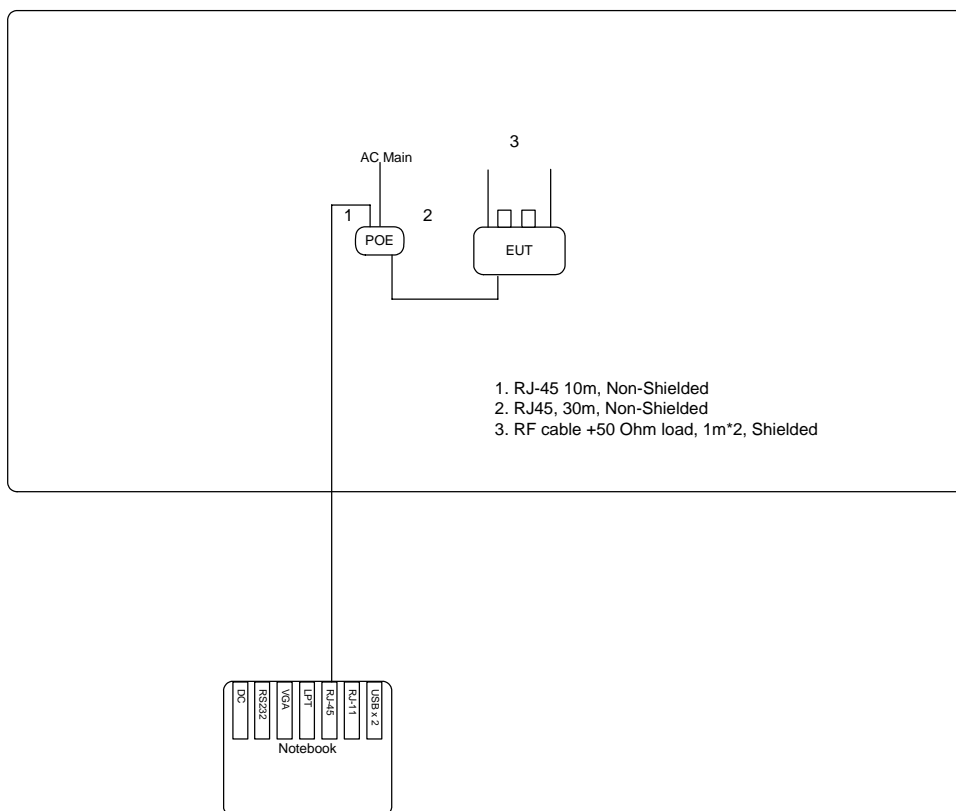 3
AC Main
1
2
POE
EUT
1. RJ-45 10m, Non-Shielded
2. RJ45, 30m, Non-Shielded
3. RF cable +50 Ohm load, 1m*2, Shielded
DC
RS232
VGA
LPT
RJ-45
RJ-11
USB x 2
Notebook